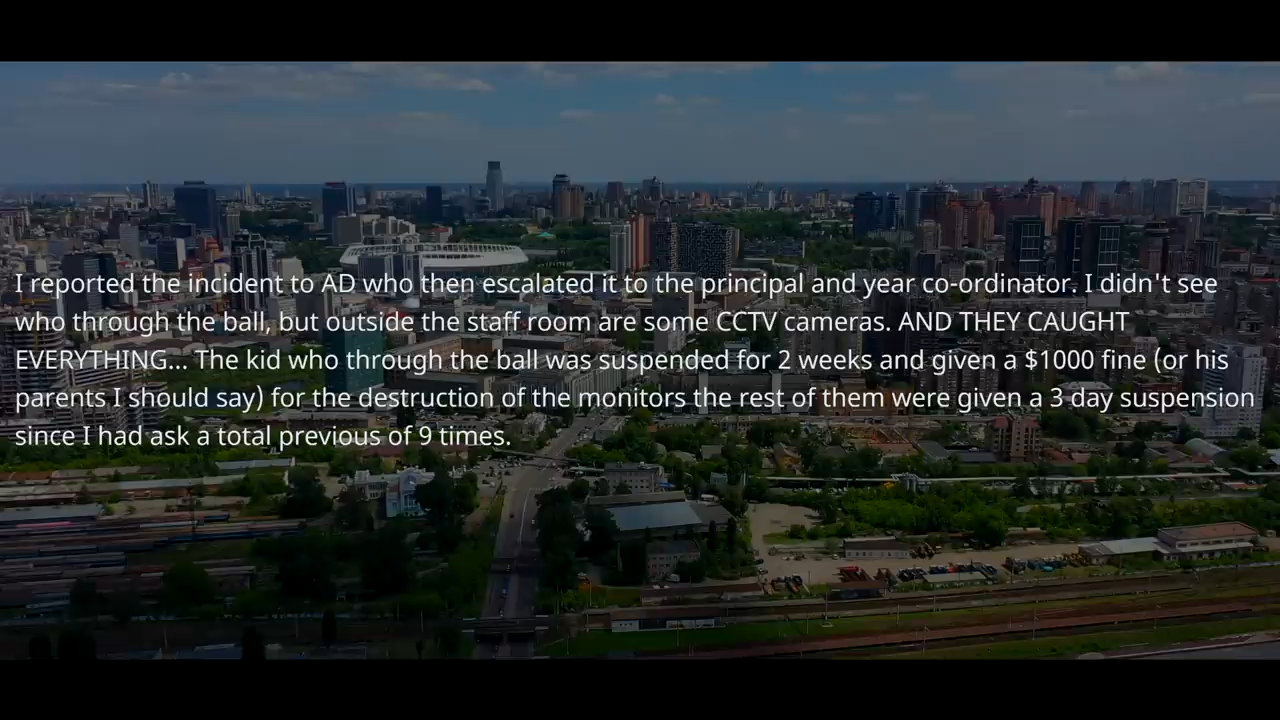 I reported the incident to AD who then escalated it to the principal and year co-ordinator. I didn't see
who through the ball, but outside the staff room are some CCTV cameras. AND THEY CAUGHT
EVERYTHING... The kid who through the ball was suspended for 2 weeks and given a $1000 fine (or his
parents I should say) for the destruction of the monitors the rest of them were given a 3 day suspension
since I had ask a total previous of 9 times.